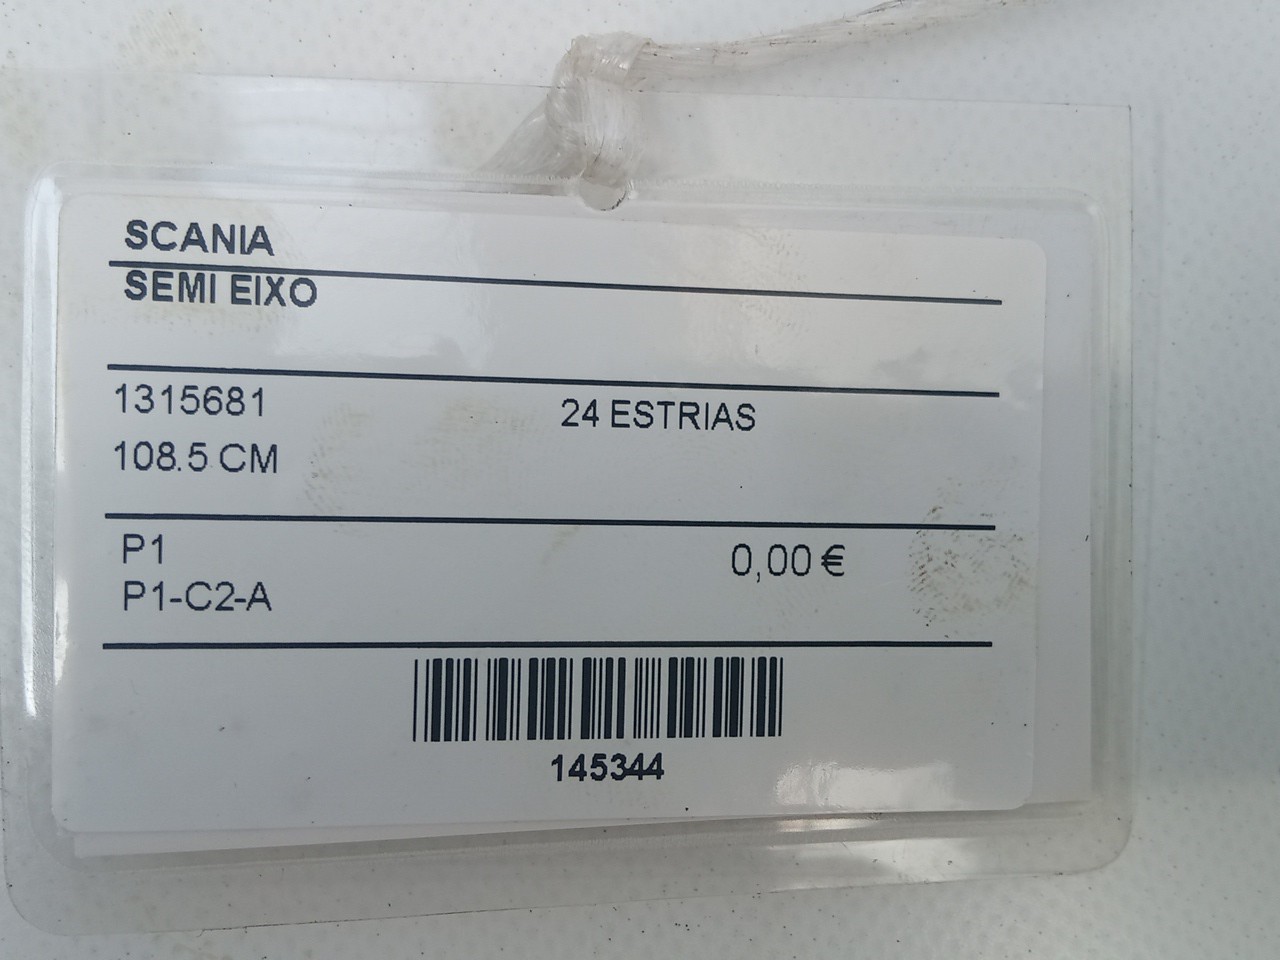 SCANIA
SEMI EIXO
1315681 24 ESTRIAS
108.5 CM
P1 0,00 €
P1-C2-A
145344